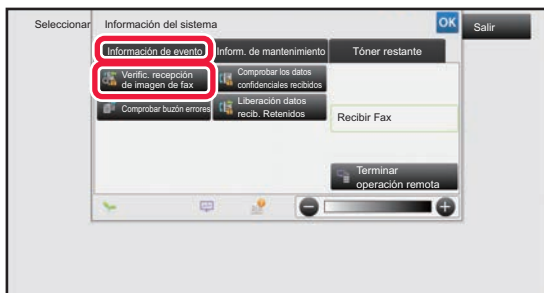 Seleccionar
Información del sistema
OK
Salir
Información de evento
Inform. de mantenimiento
Tóner restante
Verific. recepción
de imagen de fax
Comprobar los datos
confidenciales recibidos
Comprobar buzón errores
Liberación datos
recib. Retenidos
Recibir Fax
Terminar
operación remota